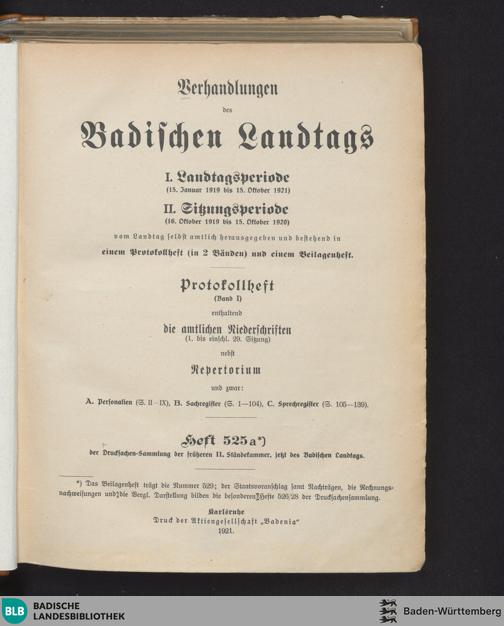 Verhandlungen
des
Badischen Landtags
I. Landtagsperiode
(15. Januar 1919 bis 15. Oktober 1921)
II. Sitzungsperiode
(16. Oktober 1919 bis 15. Oktober 1920)
vom Landtag selbst amtlich herausgegeben und bestehend in
einem Protokollheft (in 2 Bänden) und einem Beilagenheft.
Protokollheft
(Band I)
enthaltend
die amtlichen Niederschriften
(1. bis einschl. 29. Sitzung)
nebst
Repertorium
und zwar:
A. Personalien (S. II–IX), B. Sachregister (S. 1—104), C. Sprechregister (S. 105—139).
Heft 525a*)
der Drucksachen-Sammlung der früheren II. Ständekammer, jetzt des Badischen Landtags.
*) Das Beilagenheft trägt die Nummer 529; der Staatsvoranschlag samt Nachträgen, die Rechnungs-
nachweisungen und die Vergl. Darstellung bilden die besonderen Hefte 526/28 der Drucksachensammlung.
Karlsruhe
Druck der Aktiengesellschaft „Badenia“
1921.
BLB BADISCHE
LANDESBIBLIOTHEK
Baden-Württemberg